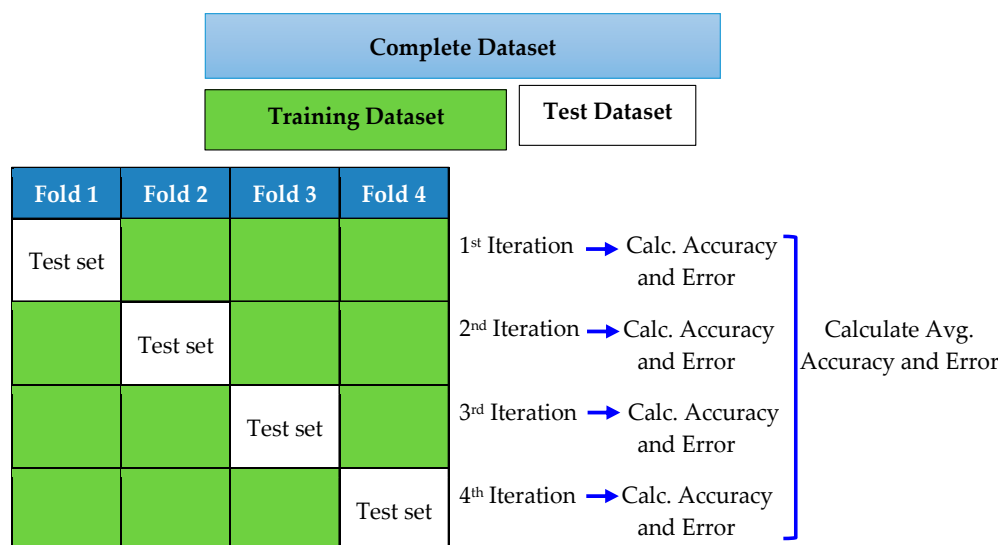 Complete Dataset
Training Dataset
Test Dataset
Fold 1 Fold 2 Fold 3 Fold 4
Test set
1st Iteration
Calc. Accuracy
and Error
Test set
2nd Iteration
Calc. Accuracy
and Error
Calculate Avg.
Accuracy and Error
Test set
3rd Iteration
Calc. Accuracy
and Error
Test set
4th Iteration
Calc. Accuracy
and Error